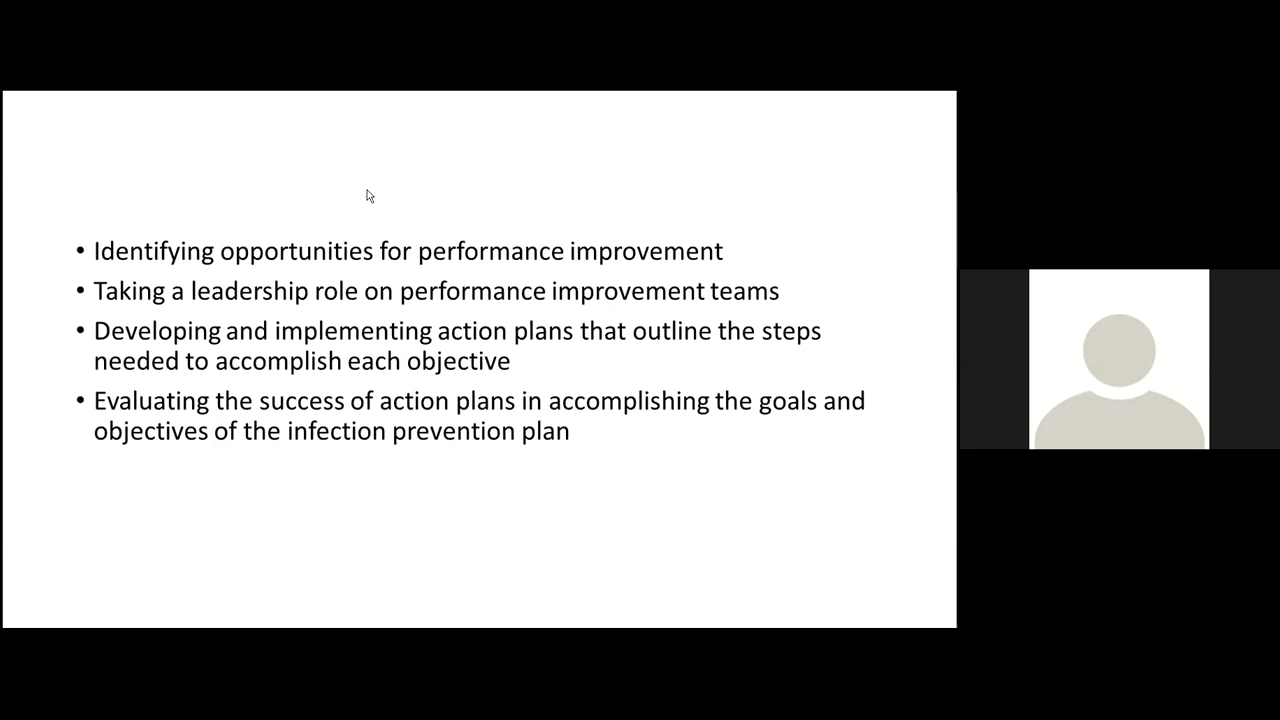 • Identifying opportunities for performance improvement
• Taking a leadership role on performance improvement teams
• Developing and implementing action plans that outline the steps
needed to accomplish each objective
• Evaluating the success of action plans in accomplishing the goals and
objectives of the infection prevention plan